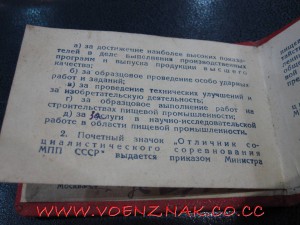 а) за достижение наиболее высоких показа-
телей в деле выполнения производственных
программ и выпуска продукции высшего
качества;
б) за образцовое проведение особо ударных
работ и заданий;
в) за проведение технических улучшений и
за изобретательскую деятельность;
г) за образцовое выполнение работ на
строительствах пищевой промышленности;
д) за заслуги в научно-исследовательской
работе в области пищевой промышленности.
2. Почетный значок „Отличник со-
циалистического соревнования
МПП СССР" выдается приказом Министра
WWW.VOENZNAK.CO.CC